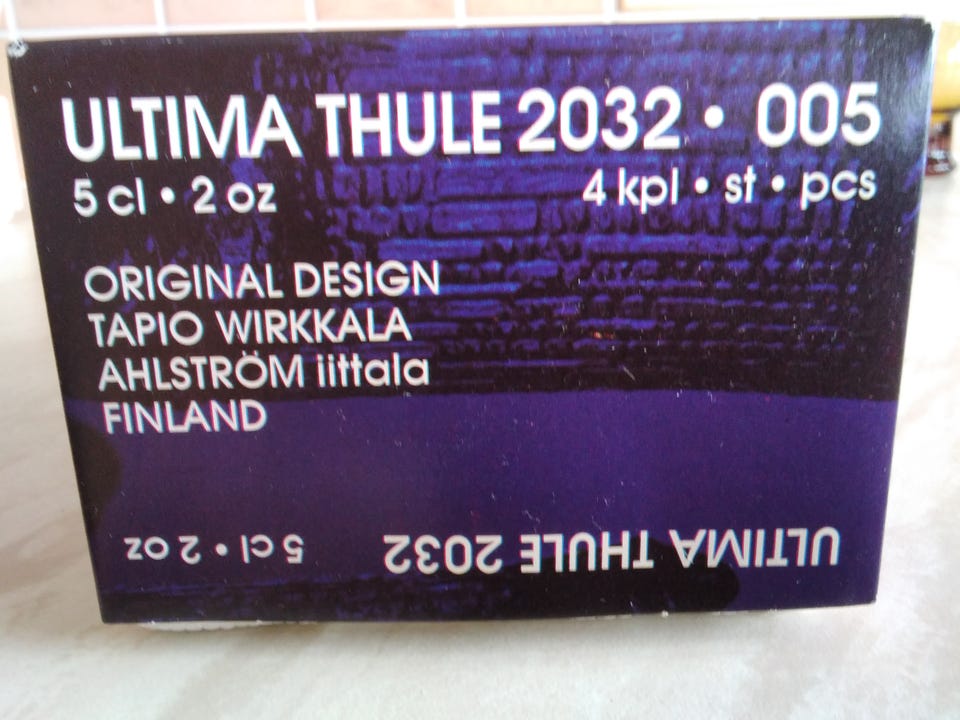 ULTIMA THULE 2032 • 005
5 cl • 2 oz
4 kpl • st • pcs
ORIGINAL DESIGN
TAPIO WIRKKALA
AHLSTRÖM iittala
FINLAND
ULTIMA THULE 2032
5 cl • 2 oz